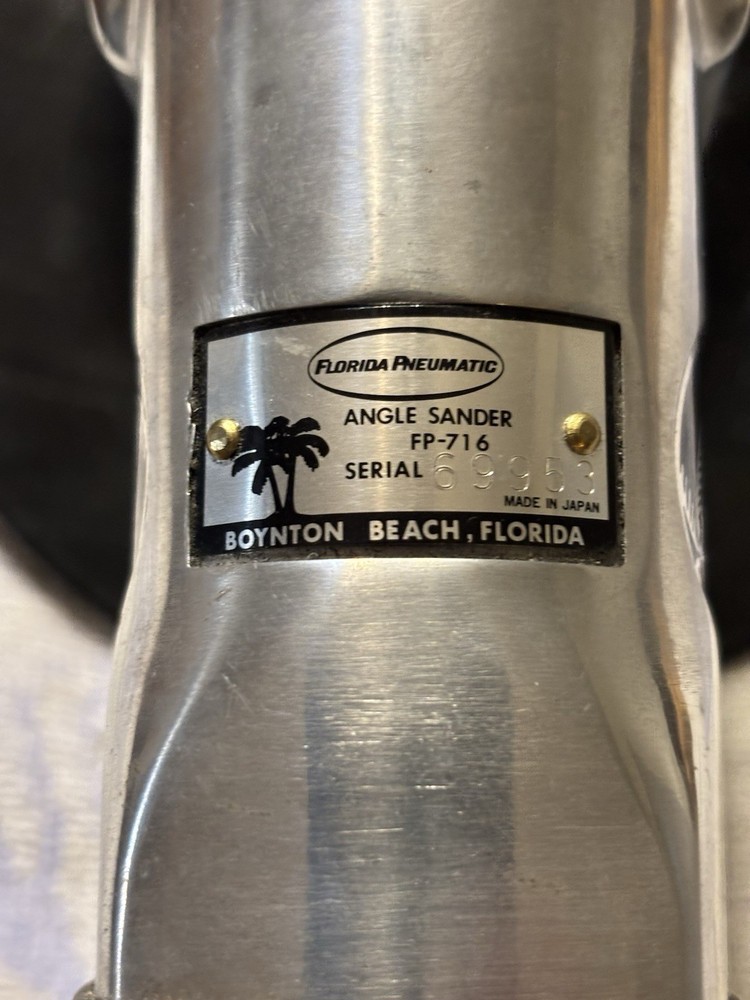 FLORIDA PNEUMATIC
ANGLE SANDER
FP-716
SERIAL 69953
MADE IN JAPAN
BOYNTON BEACH, FLORIDA